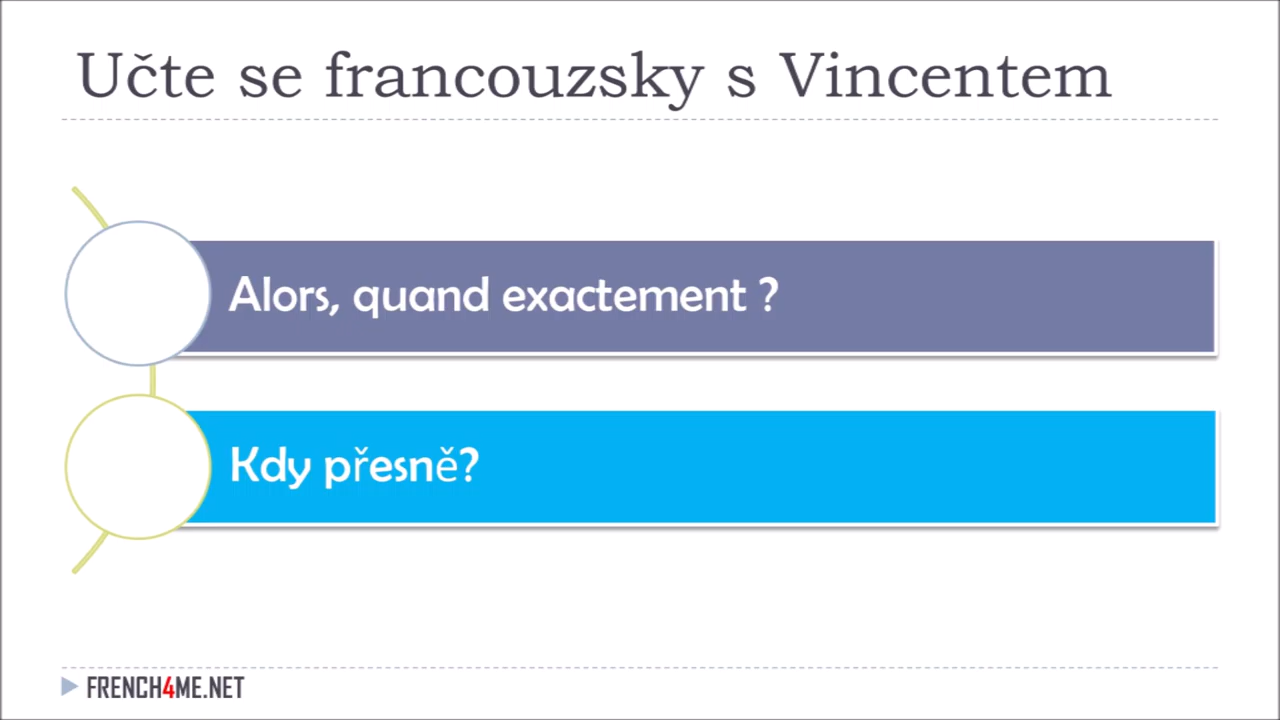 Učte se francouzsky s Vincentem
Alors, quand exactement ?
Kdy přesně?
FRENCH4ME.NET